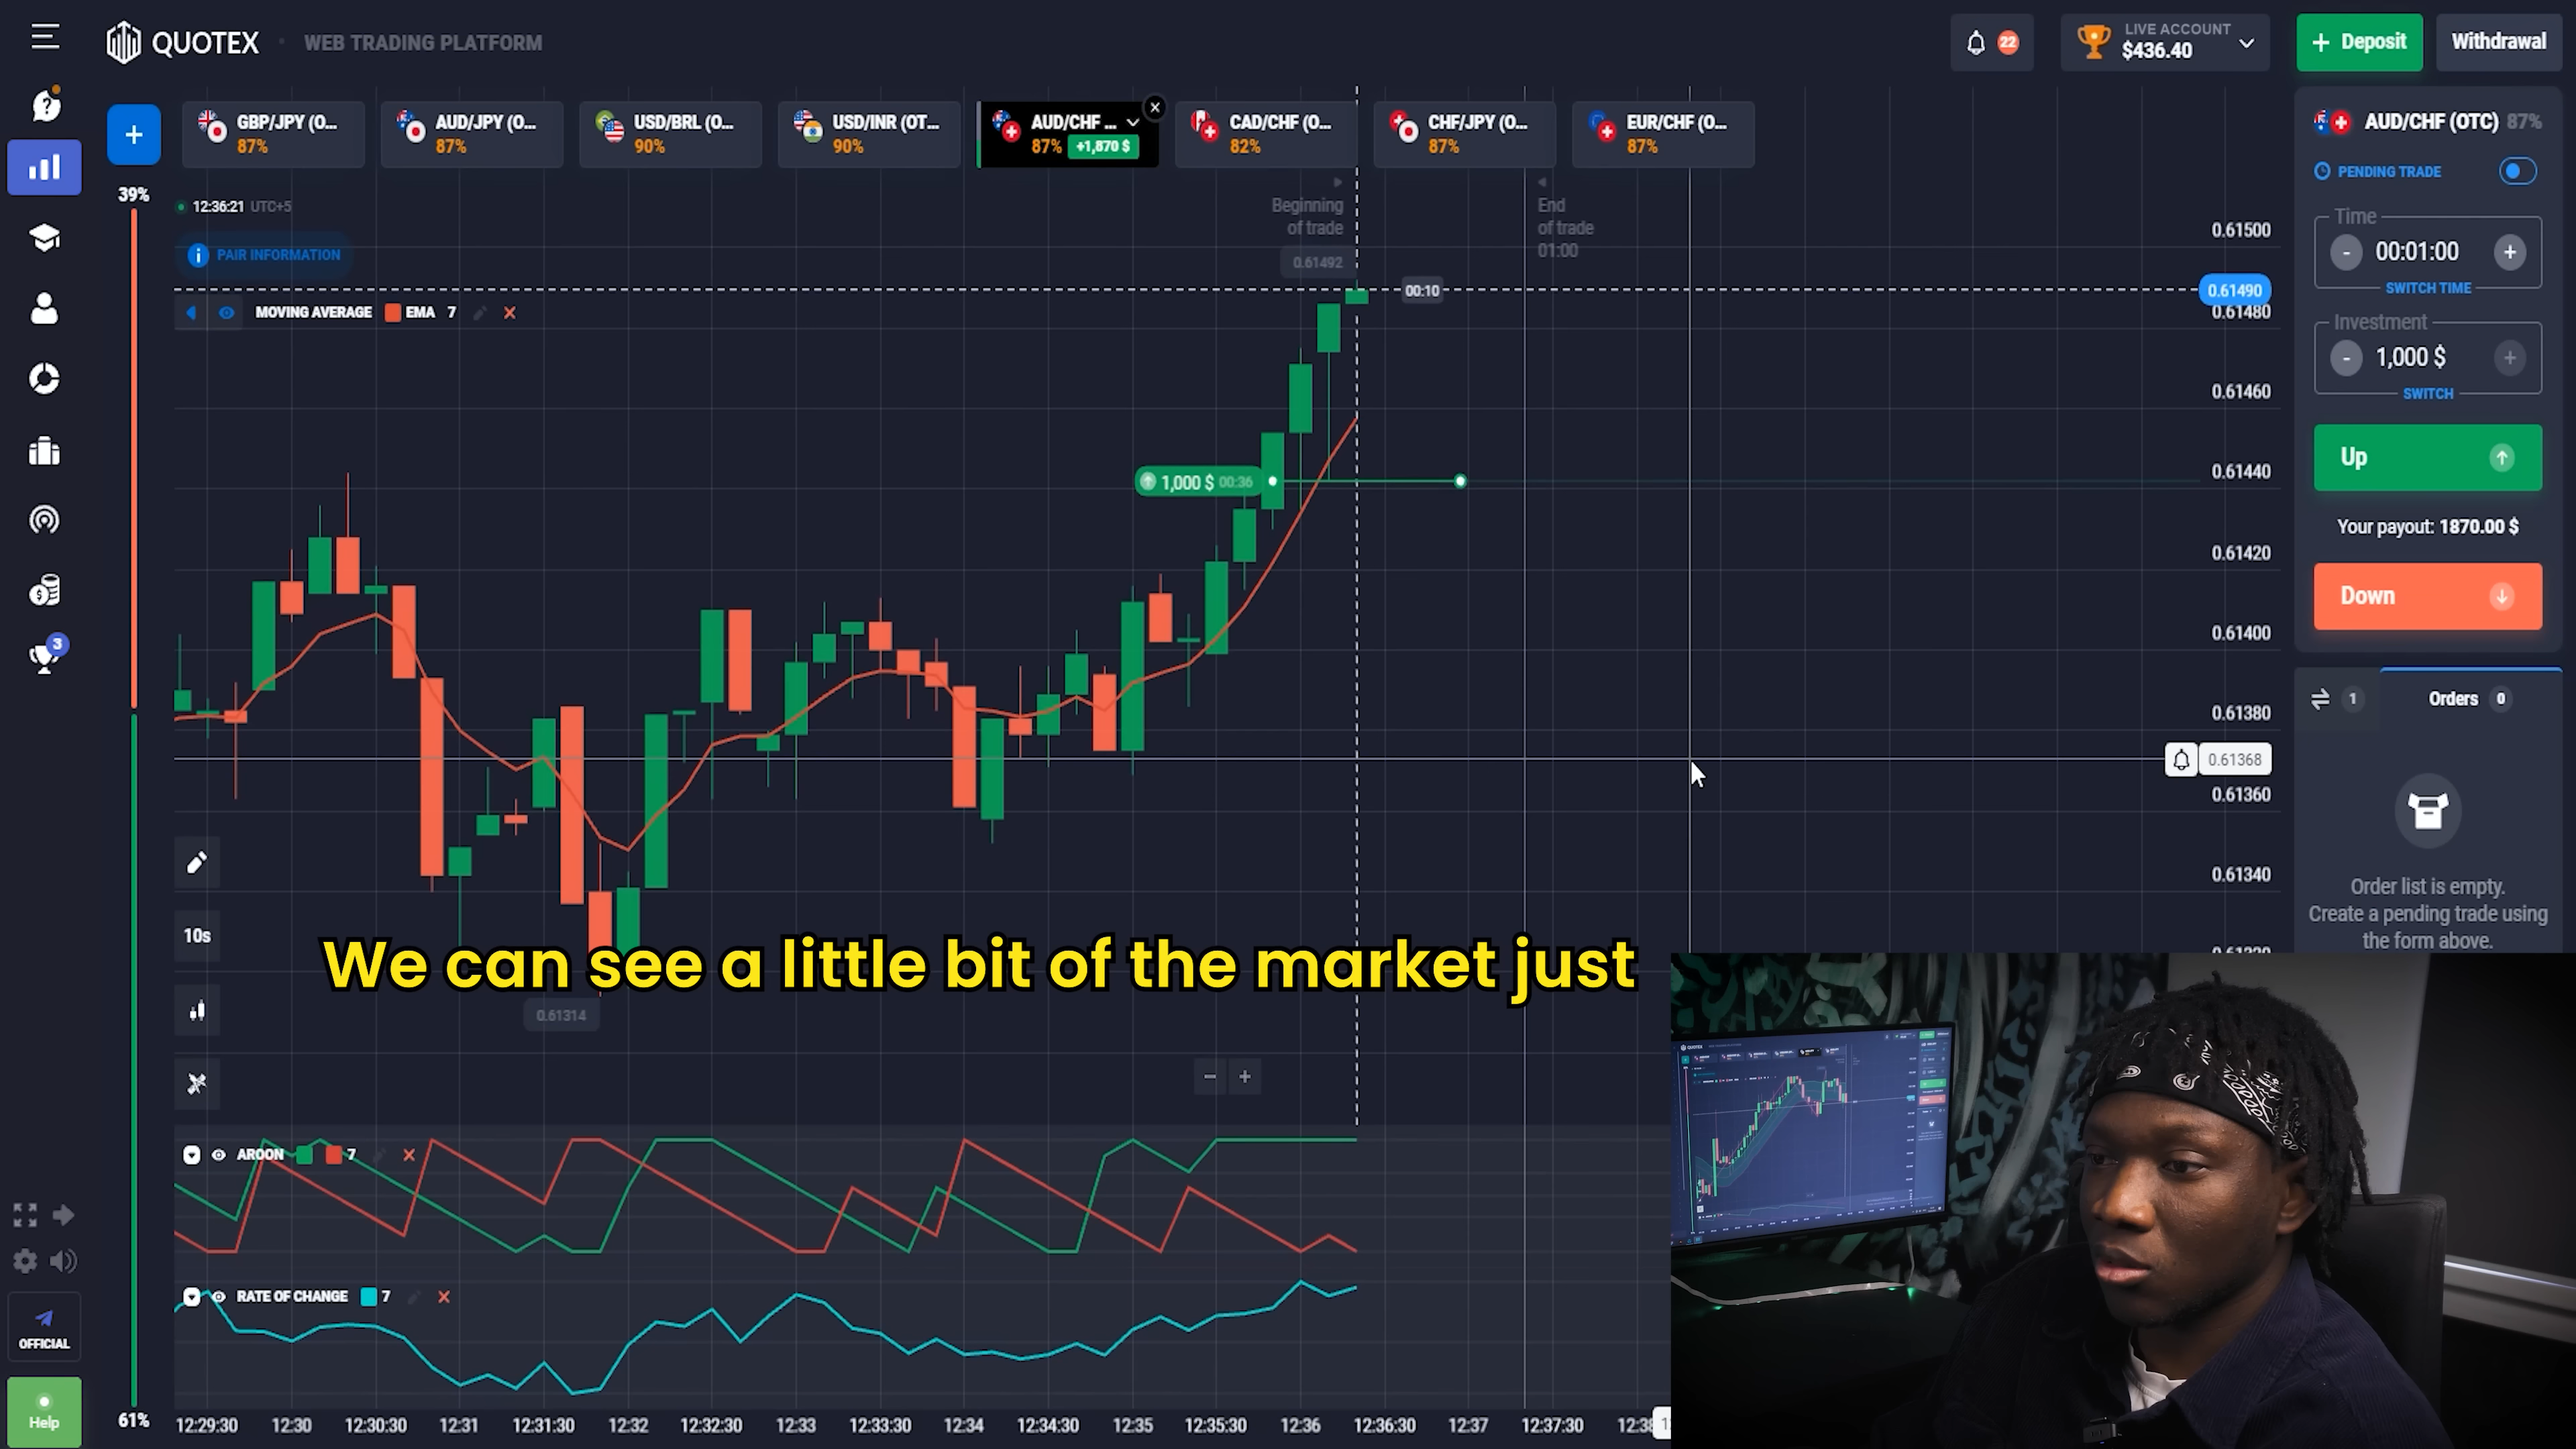 QUOTEX • WEB TRADING PLATFORM
22
LIVE ACCOUNT
$436.40
+ Deposit
Withdrawal
GBP/JPY (O...
87%
AUD/JPY (O...
87%
USD/BRL (O...
90%
USD/INR (OT...
90%
AUD/CHF ...
87% +1,870 $
CAD/CHF (O...
82%
CHF/JPY (O...
87%
EUR/CHF (O...
87%
AUD/CHF (OTC) 87%
PENDING TRADE
Time
- 00:01:00 +
SWITCH TIME
Investment
- 1,000 $ +
SWITCH
Up
Your payout: 1870.00 $
Down
1
Orders 0
Order list is empty.
Create a pending trade using
the form above.
39%
12:36:21 UTC+5
PAIR INFORMATION
MOVING AVERAGE EMA 7
Beginning
of trade
0.61492
End
of trade
01:00
00:10
1,000 $ 00:36
0.61500
0.61490
0.61480
0.61460
0.61440
0.61420
0.61400
0.61380
0.61368
0.61360
0.61340
3
10s
We can see a little bit of the market just
0.61314
AROON 7
RATE OF CHANGE 7
OFFICIAL
Help
61%
12:29:30 12:30 12:30:30 12:31 12:31:30 12:32 12:32:30 12:33 12:33:30 12:34 12:34:30 12:35 12:35:30 12:36 12:36:30 12:37 12:37:30